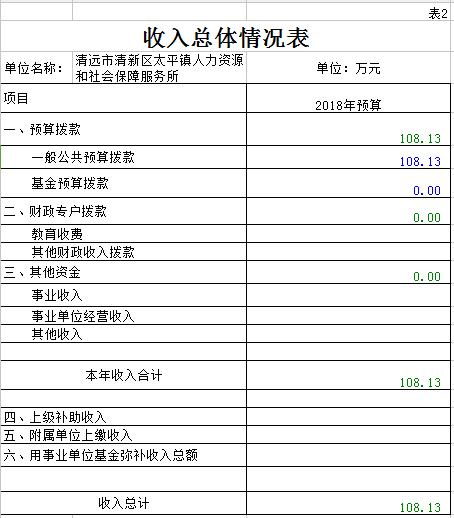 表2
收入总体情况表
单位名称： 清远市清新区太平镇人力资源和社会保障服务所 单位：万元
项目 2018年预算
一、预算拨款 108.13
一般公共预算拨款 108.13
基金预算拨款 0.00
二、财政专户拨款 0.00
教育收费
其他财政收入拨款
三、其他资金 0.00
事业收入
事业单位经营收入
其他收入
本年收入合计 108.13
四、上级补助收入
五、附属单位上缴收入
六、用事业单位基金弥补收入总额
收入总计 108.13